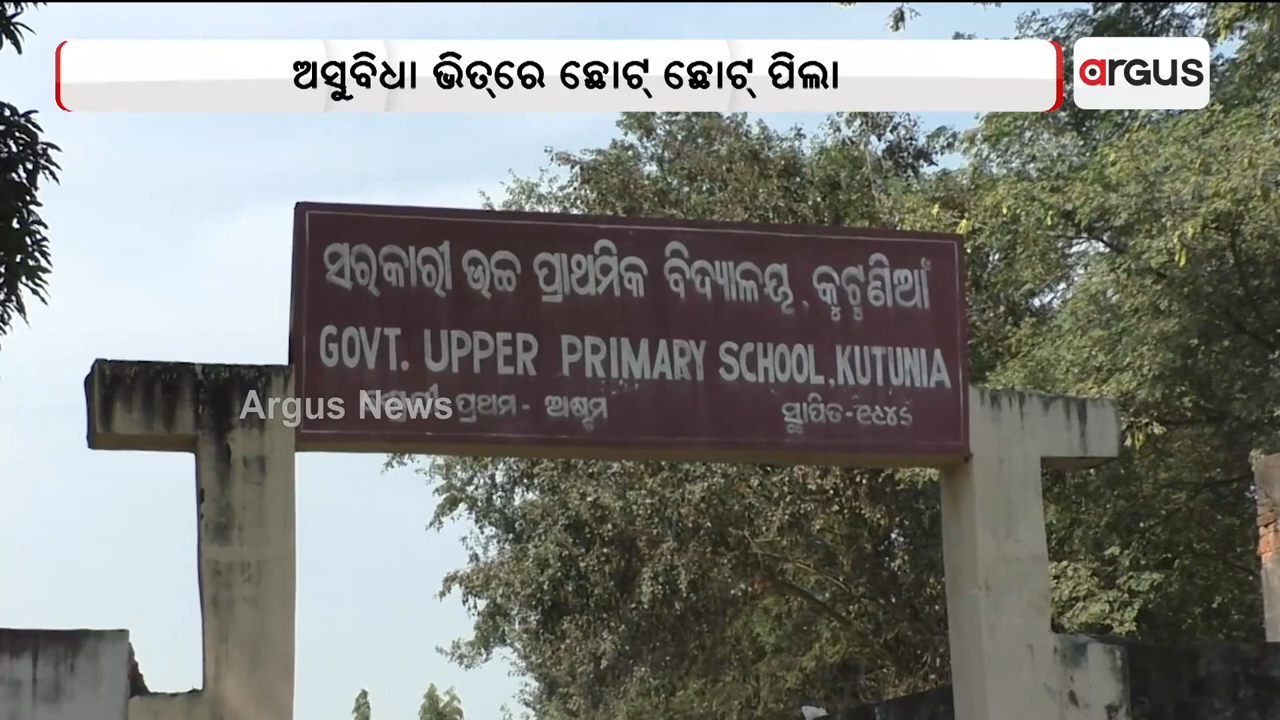 ଅସୁବିଧା ଭିତ୍‌ରେ ଛୋଟ୍ ଛୋଟ୍ ପିଲା
argus
ସରକାରୀ ଉଚ୍ଚ ପ୍ରାଥମିକ ବିଦ୍ୟାଳୟ, କୁଟୁଣିଆଁ
GOVT. UPPER PRIMARY SCHOOL, KUTUNIA
Argus News
ପ୍ରଥମ - ଅଷ୍ଟମ
ସ୍ଥାପିତ-